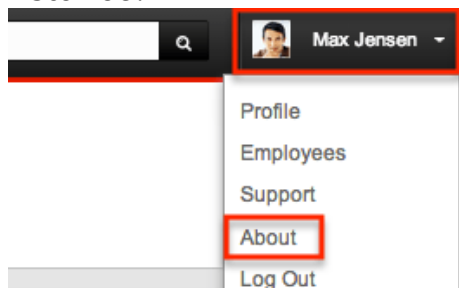 Max Jensen
Profile
Employees
Support
About
Log Out